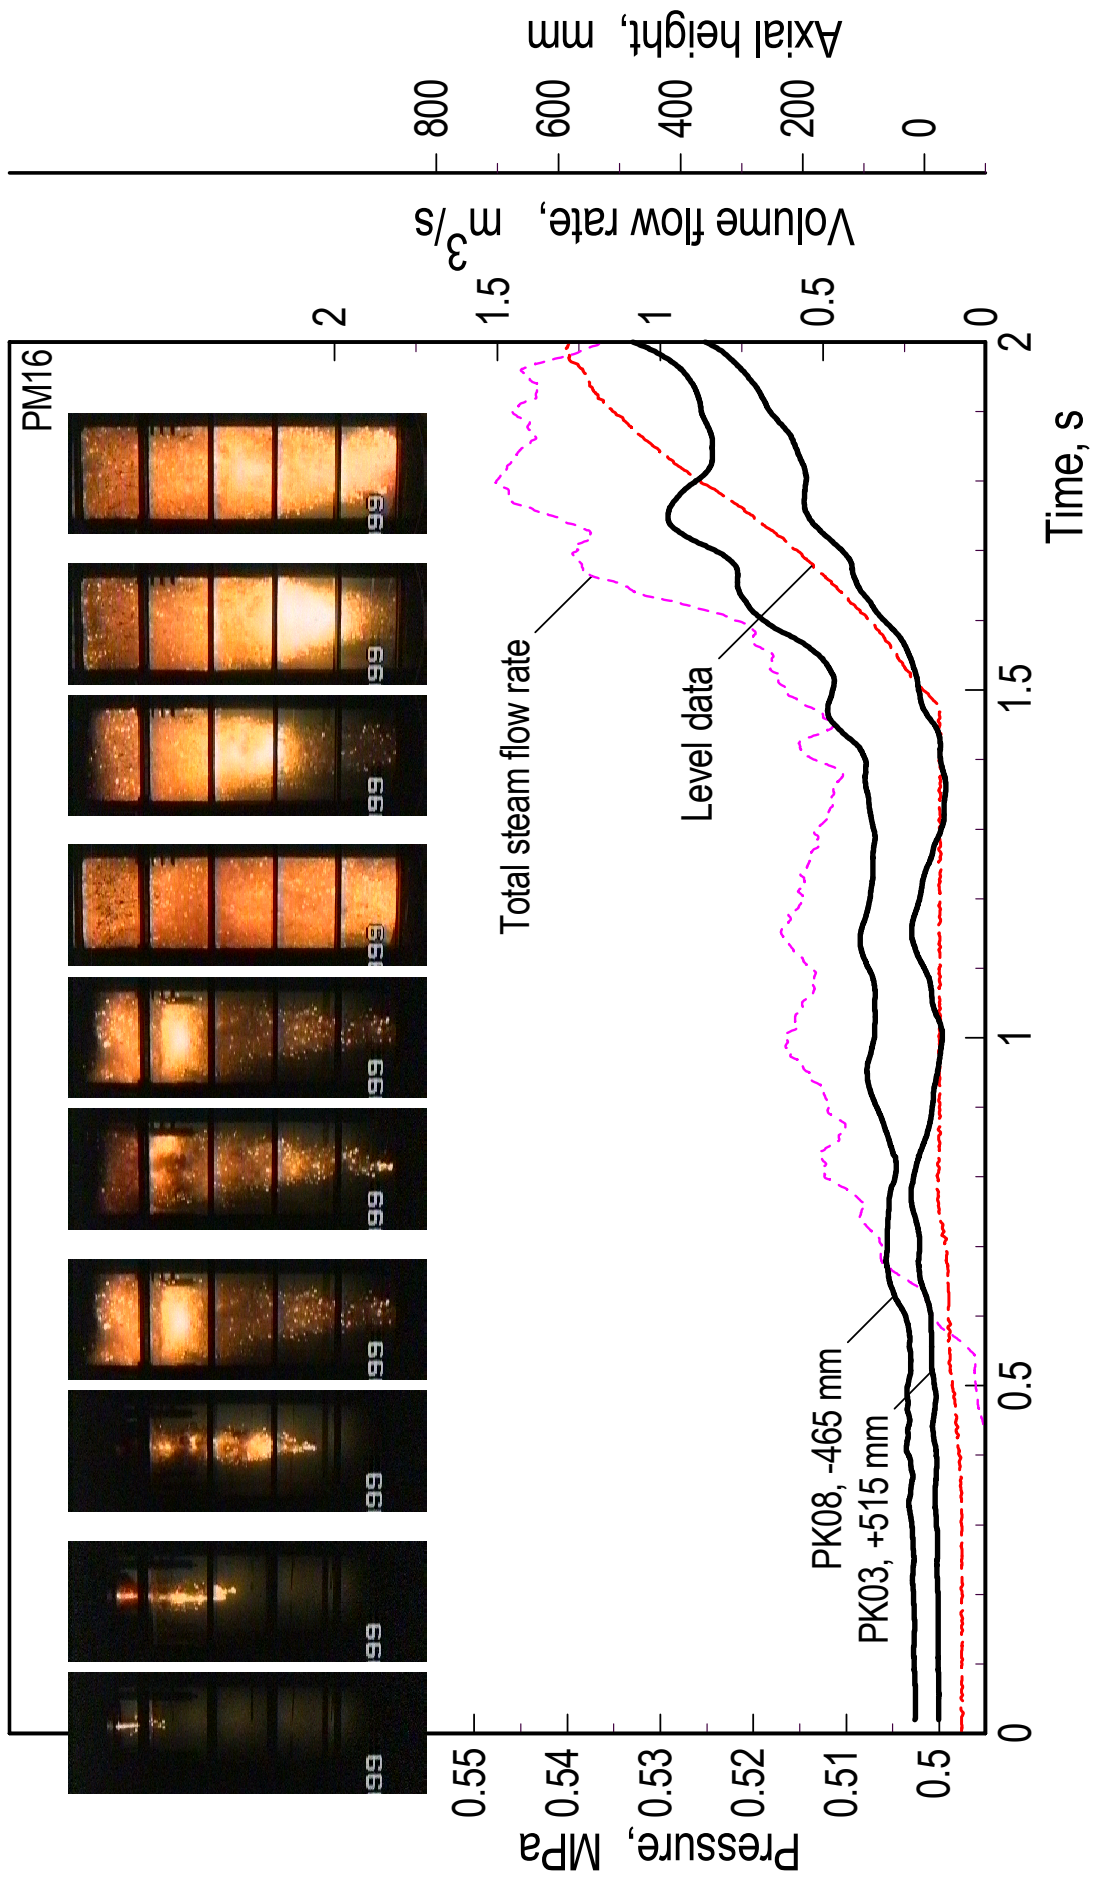 PM16
Pressure, MPa
0.55
0.54
0.53
0.52
0.51
0.5
0
0.5
1
1.5
2
Time, s
Total steam flow rate
Level data
PK08, -465 mm
PK03, +515 mm
2
1.5
1
0.5
0
Volume flow rate, m³/s
800
600
400
200
0
Axial height, mm